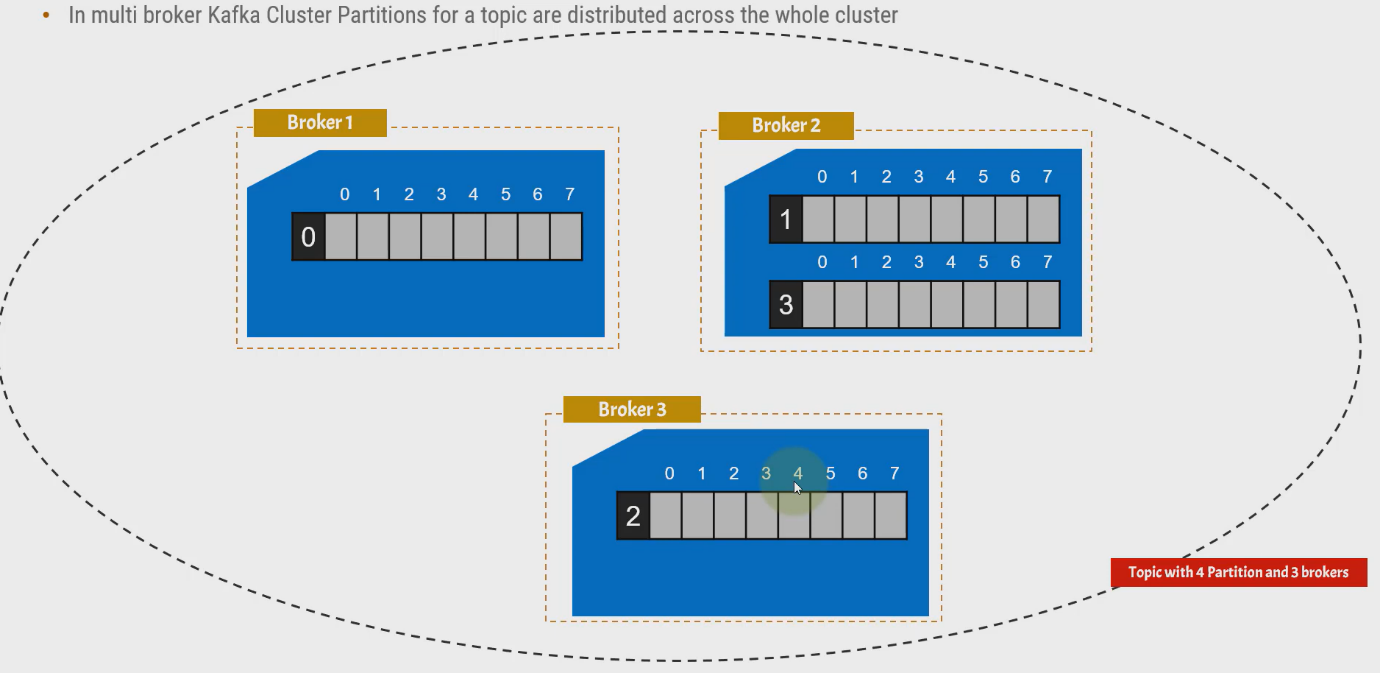 • In multi broker Kafka Cluster Partitions for a topic are distributed across the whole cluster
Broker 1
0 1 2 3 4 5 6 7
0
Broker 2
0 1 2 3 4 5 6 7
1
0 1 2 3 4 5 6 7
3
Broker 3
0 1 2 3 4 5 6 7
2
Topic with 4 Partition and 3 brokers